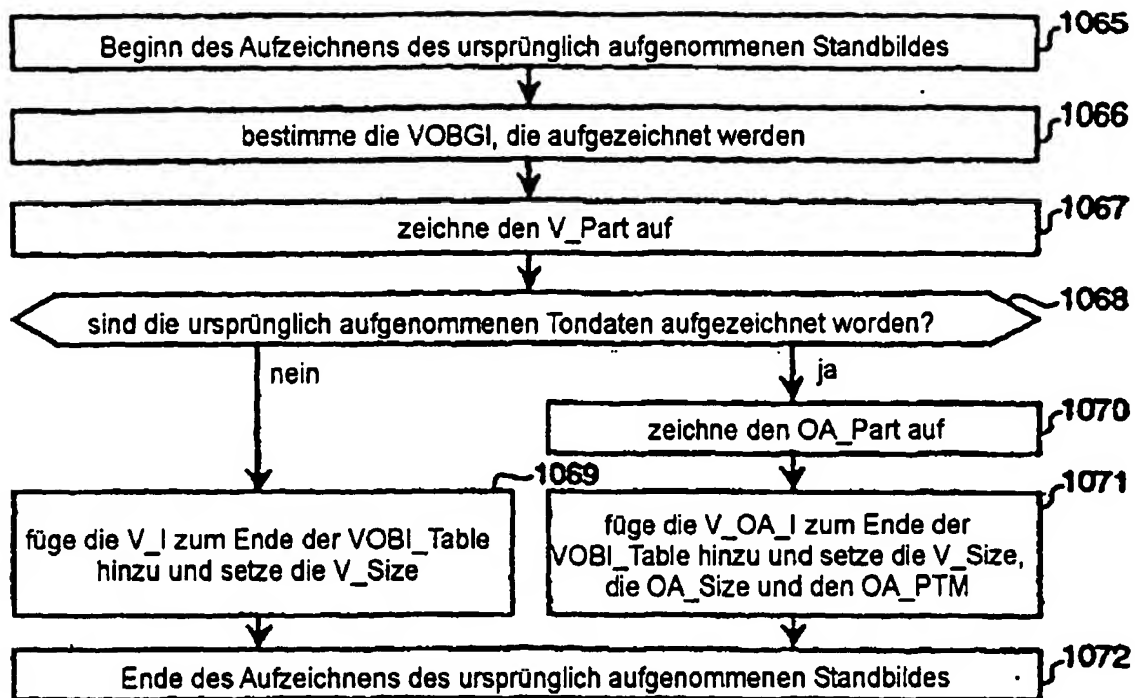 1065
Beginn des Aufzeichnens des ursprünglich aufgenommenen Standbildes
1066
bestimme die VOBGI, die aufgezeichnet werden
1067
zeichne den V_Part auf
1068
sind die ursprünglich aufgenommenen Tondaten aufgezeichnet worden?
nein
ja
1070
zeichne den OA_Part auf
1069
füge die V_I zum Ende der VOBI_Table
hinzu und setze die V_Size
1071
füge die V_OA_I zum Ende der
VOBI_Table hinzu und setze die V_Size,
die OA_Size und den OA_PTM
1072
Ende des Aufzeichnens des ursprünglich aufgenommenen Standbildes